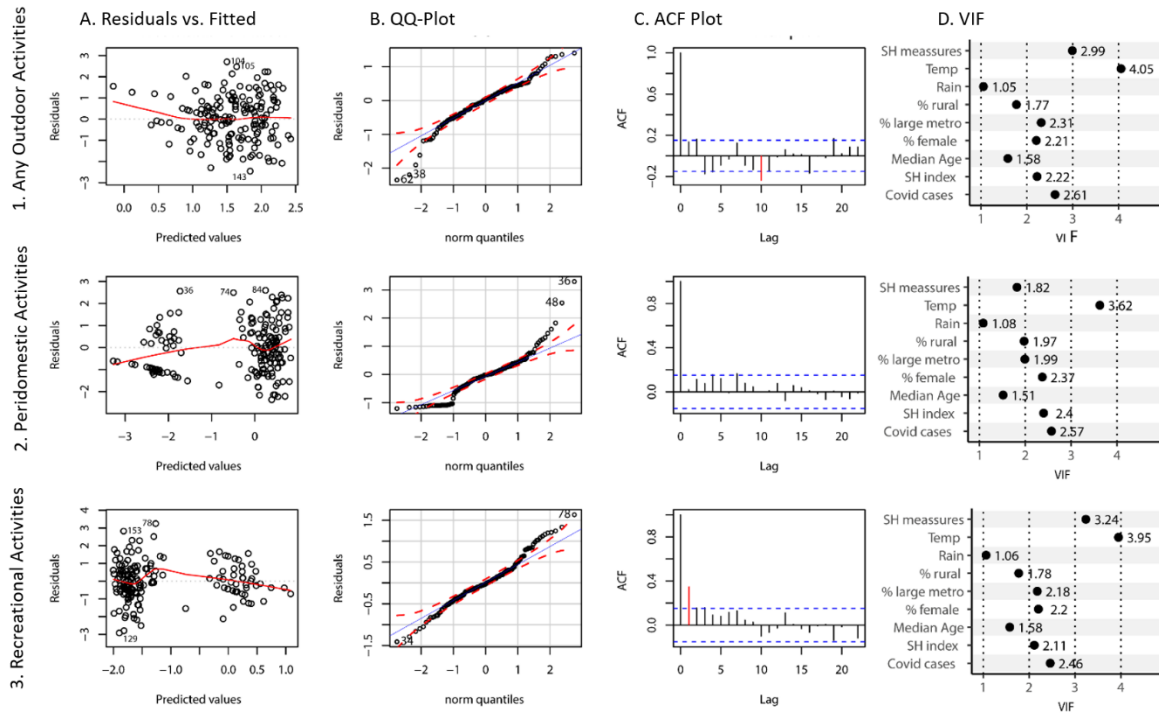 A. Residuals vs. Fitted
B. QQ-Plot
C. ACF Plot
D. VIF
1. Any Outdoor Activities
Residuals
3
2
1
0
−1
−3
104
105
143
0.0 0.5 1.0 1.5 2.0 2.5
Predicted values
Residuals
1
0
−1
−2
62
38
−2 −1 0 1 2
norm quantiles
ACF
1.0
0.8
0.6
0.4
0.2
0.0
−0.2
0 5 10 15 20
Lag
SH meassures 2.99
Temp 4.05
Rain 1.05
% rural 1.77
% large metro 2.31
% female 2.21
Median Age 1.58
SH index 2.22
Covid cases 2.61
1 2 3 4
VI F
2. Peridomestic Activities
Residuals
3
2
1
0
−2
36
74
84
−3 −2 −1 0
Predicted values
Residuals
3
2
1
0
−1
36
48
−2 −1 0 1 2
norm quantiles
ACF
0.8
0.4
0.0
0 5 10 15 20
Lag
SH measures 1.82
Temp 3.62
Rain 1.08
% rural 1.97
% large metro 1.99
% female 2.37
Median Age 1.51
SH index 2.4
Covid cases 2.57
1 2 3 4
VIF
3. Recreational Activities
Residuals
4
3
2
1
0
−1
−3
78
153
129
−2.0 −1.0 0.0 0.5 1.0
Predicted values
Residuals
1.5
0.5
−0.5
−1.5
78
34
−2 −1 0 1 2
norm quantiles
ACF
0.8
0.4
0.0
0 5 10 15 20
Lag
SH measures 3.24
Temp 3.95
Rain 1.06
% rural 1.78
% large metro 2.18
% female 2.2
Median Age 1.58
SH index 2.11
Covid cases 2.46
1 2 3 4
VIF